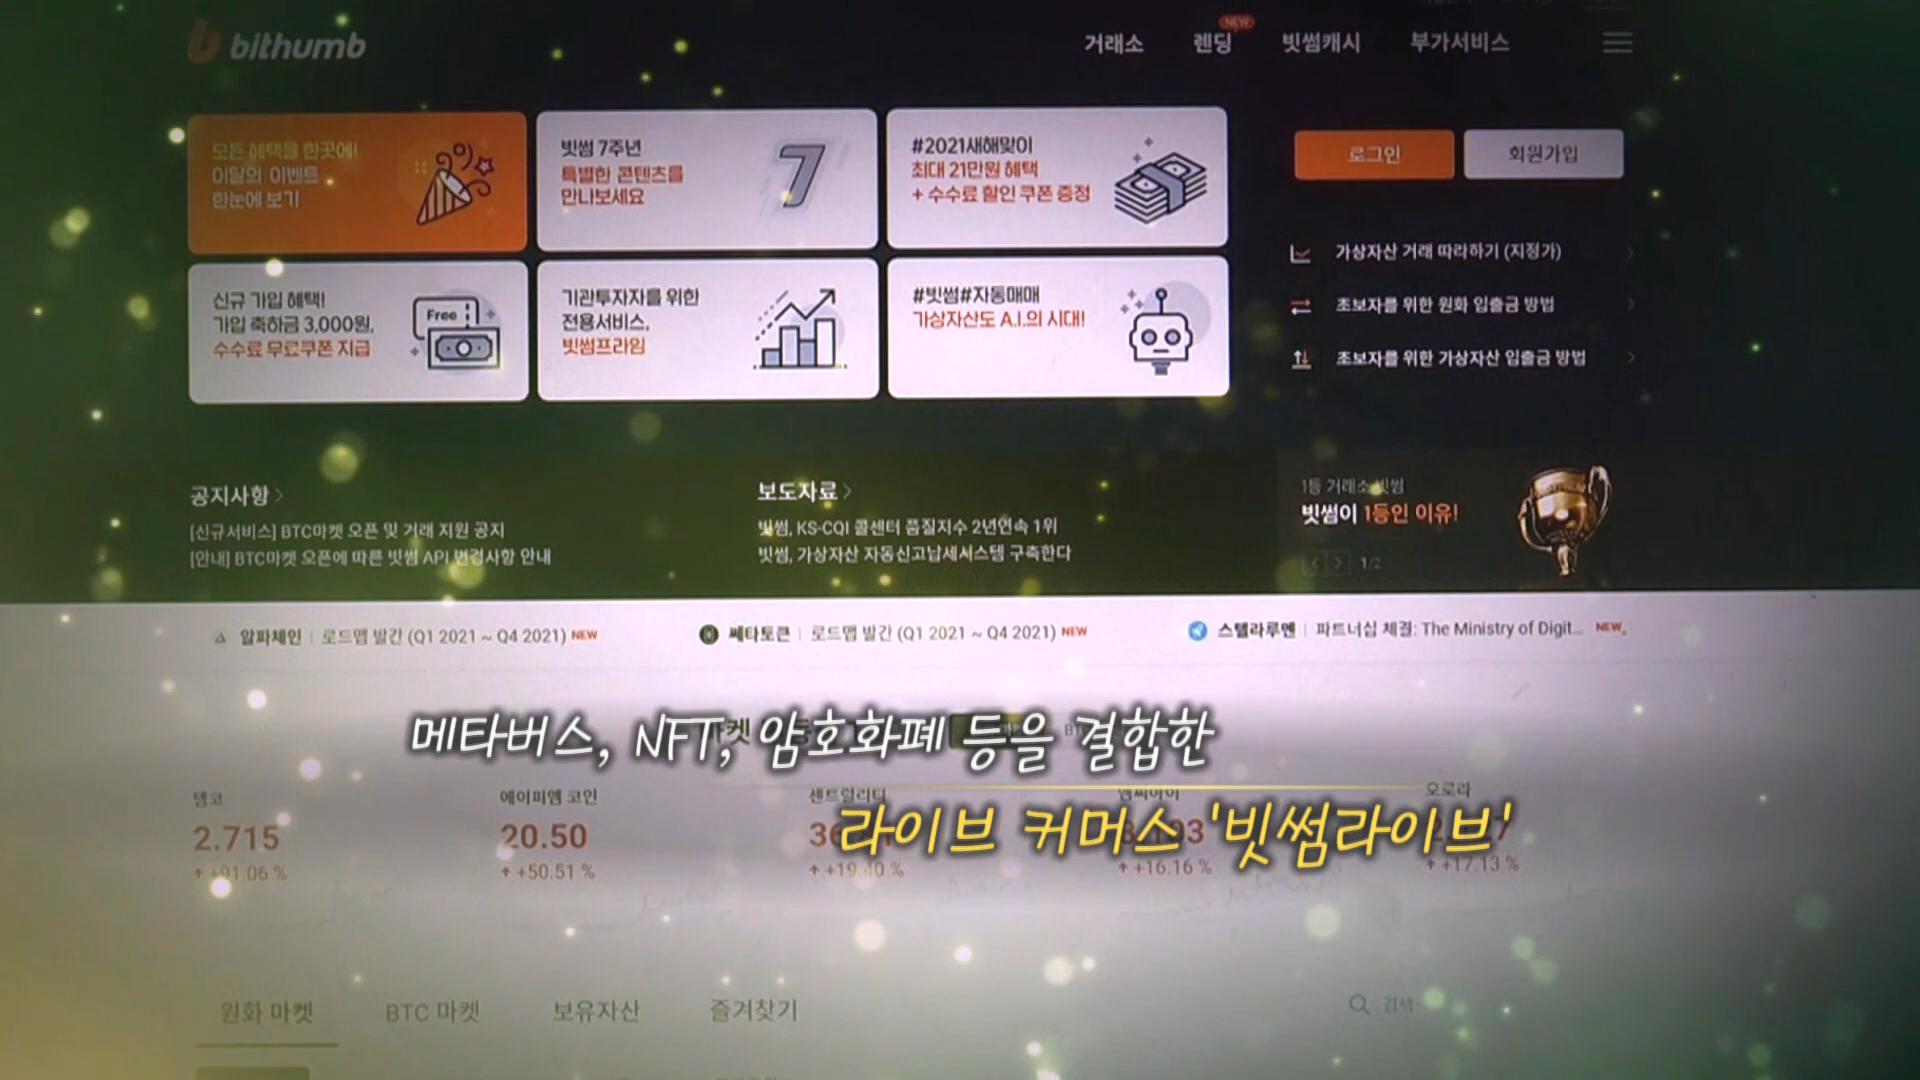 bithumb
거래소
렌딩
NEW
빗썸캐시
부가서비스
모든 혜택을 한곳에!
이달의 이벤트
한눈에 보기
빗썸 7주년
특별한 콘텐츠를
만나보세요
7
#2021새해맞이
최대 21만원 혜택
+ 수수료 할인 쿠폰 증정
로그인
회원가입
신규 가입 혜택!
가입 축하금 3,000원,
수수료 무료쿠폰 지급
Free
기관투자자를 위한
전용서비스,
빗썸프라임
#빗썸#자동매매
가상자산도 A.I.의 시대!
가상자산 거래 따라하기 (지정가)
초보자를 위한 원화 입출금 방법
초보자를 위한 가상자산 입출금 방법
공지사항
[신규서비스] BTC마켓 오픈 및 거래 지원 공지
[안내] BTC마켓 오픈에 따른 빗썸 API 변경사항 안내
보도자료
빗썸, KS-CQI 콜센터 품질지수 2년연속 1위
빗썸, 가상자산 자동신고납세시스템 구축한다
1등 거래소 빗썸
빗썸이 1등인 이유!
1/2
알파체인 | 로드맵 발간 (Q1 2021 ~ Q4 2021) NEW
쎄타토큰 | 로드맵 발간 (Q1 2021 ~ Q4 2021) NEW
스텔라루멘 | 파트너십 체결: The Ministry of Digit... NEW
메타버스, NFT, 암호화폐 등을 결합한
라이브 커머스 '빗썸라이브'
템코
2.715
+91.06 %
에이피엠 코인
20.50
+50.51 %
센트럴리티
+19.40 %
엠씨아이
+16.16 %
오로라
+17.13 %
원화 마켓
BTC 마켓
보유자산
즐겨찾기
검색